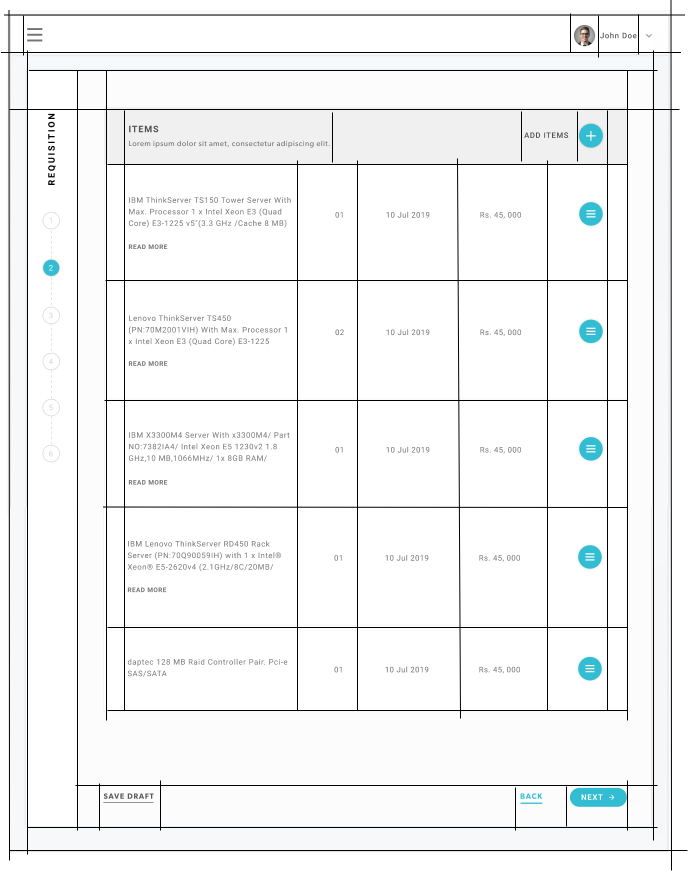 John Doe
REQUISITION
1
2
3
4
5
6
ITEMS
Lorem ipsum dolor sit amet, consectetur adipiscing elit.
ADD ITEMS
IBM ThinkServer TS150 Tower Server With
Max. Processor 1 x Intel Xeon E3 (Quad
Core) E3-1225 v5"(3.3 GHz /Cache 8 MB)
READ MORE
01
10 Jul 2019
Rs. 45, 000
Lenovo ThinkServer TS450
(PN:70M2001VIH) With Max. Processor 1
x Intel Xeon E3 (Quad Core) E3-1225
READ MORE
02
10 Jul 2019
Rs. 45, 000
IBM X3300M4 Server With x3300M4/ Part
NO:7382IA4/ Intel Xeon E5 1230v2 1.8
GHz,10 MB,1066MHz/ 1x 8GB RAM/
READ MORE
01
10 Jul 2019
Rs. 45, 000
IBM Lenovo ThinkServer RD450 Rack
Server (PN:70Q90059IH) with 1 x Intel®
Xeon® E5-2620v4 (2.1GHz/8C/20MB/
READ MORE
01
10 Jul 2019
Rs. 45, 000
daptec 128 MB Raid Controller Pair. Pci-e
SAS/SATA
01
10 Jul 2019
Rs. 45, 000
SAVE DRAFT
BACK
NEXT →